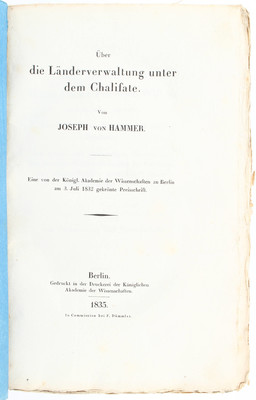 Über
die Länderverwaltung unter
dem Chalifate.
Von
JOSEPH VON HAMMER.
Eine von der Königl. Akademie der Wissenschaften zu Berlin
am 3. Juli 1832 gekrönte Preisschrift.
Berlin.
Gedruckt in der Druckerei der Königlichen
Akademie der Wissenschaften
1835.
In Commission bei F. Dümmler.